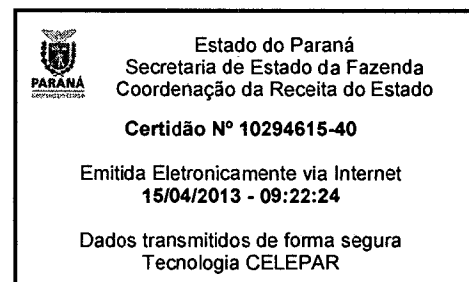 Estado do Paraná
Secretaria de Estado da Fazenda
PARANÁ
Coordenação da Receita do Estado
Certidão Nº 10294615-40
Emitida Eletronicamente via Internet
15/04/2013 - 09:22:24
Dados transmitidos de forma segura
Tecnologia CELEPAR